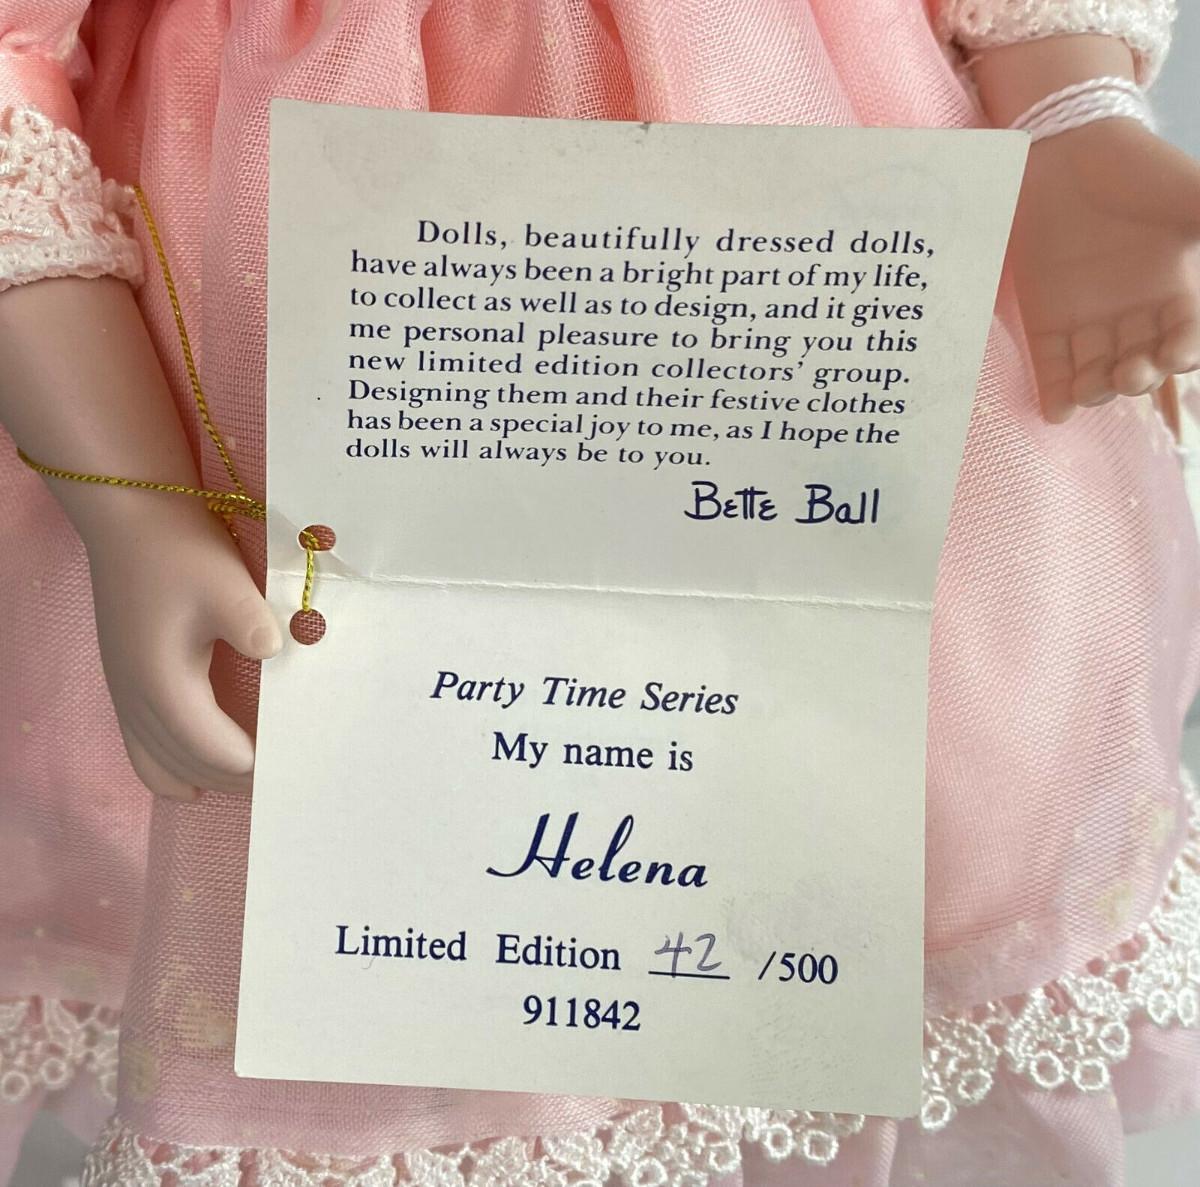 Dolls, beautifully dressed dolls,
have always been a bright part of my life,
to collect as well as to design, and it gives
me personal pleasure to bring you this
new limited edition collectors' group.
Designing them and their festive clothes
has been a special joy to me, as I hope the
dolls will always be to you.
Bette Ball
Party Time Series
My name is
Helena
Limited Edition 42 /500
911842